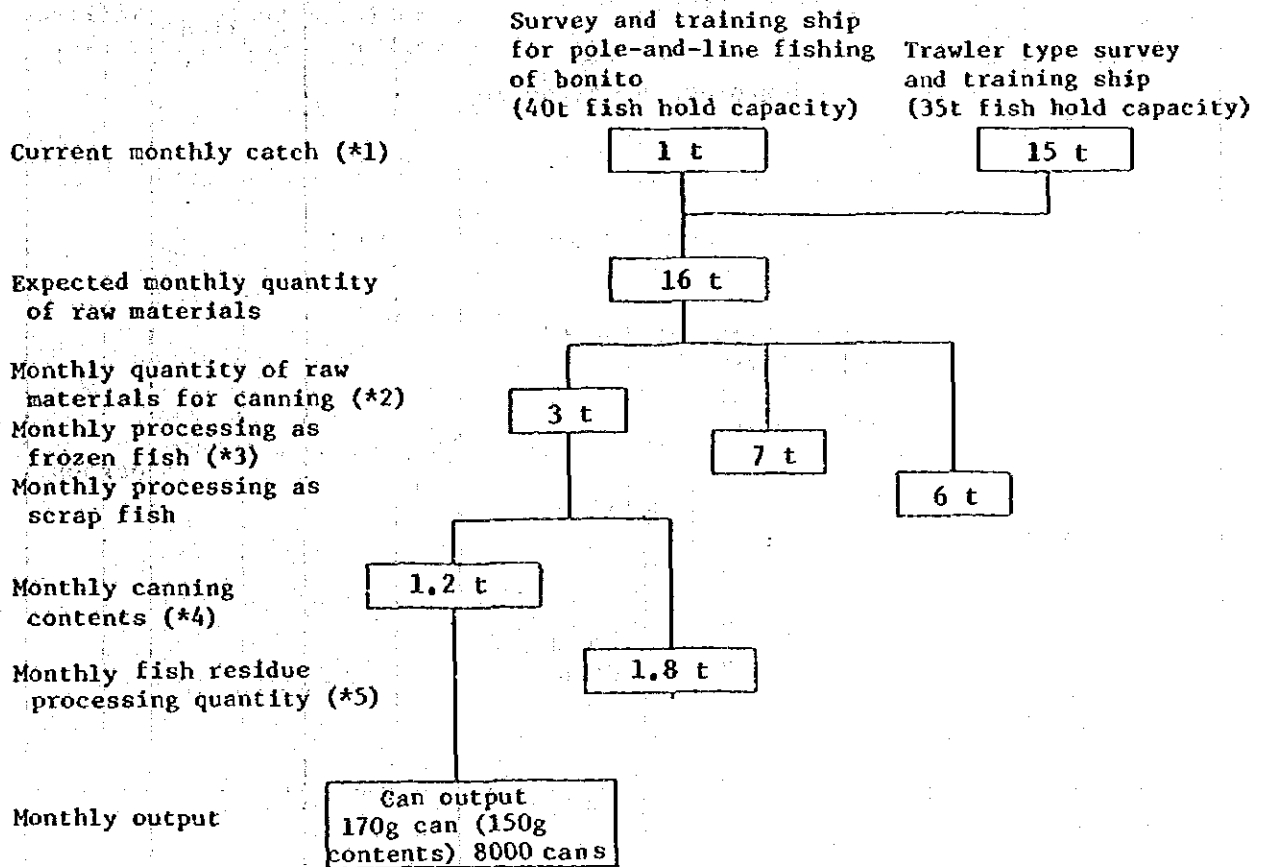 Survey and training ship
for pole-and-line fishing
of bonito
(40t fish hold capacity)
Trawler type survey
and training ship
(35t fish hold capacity)
Current monthly catch (*1)
1 t
15 t
Expected monthly quantity
of raw materials
16 t
Monthly quantity of raw
materials for canning (*2)
3 t
Monthly processing as
frozen fish (*3)
7 t
Monthly processing as
scrap fish
6 t
Monthly canning
contents (*4)
1.2 t
Monthly fish residue
processing quantity (*5)
1.8 t
Monthly output
Can output
170g can (150g
contents) 8000 cans